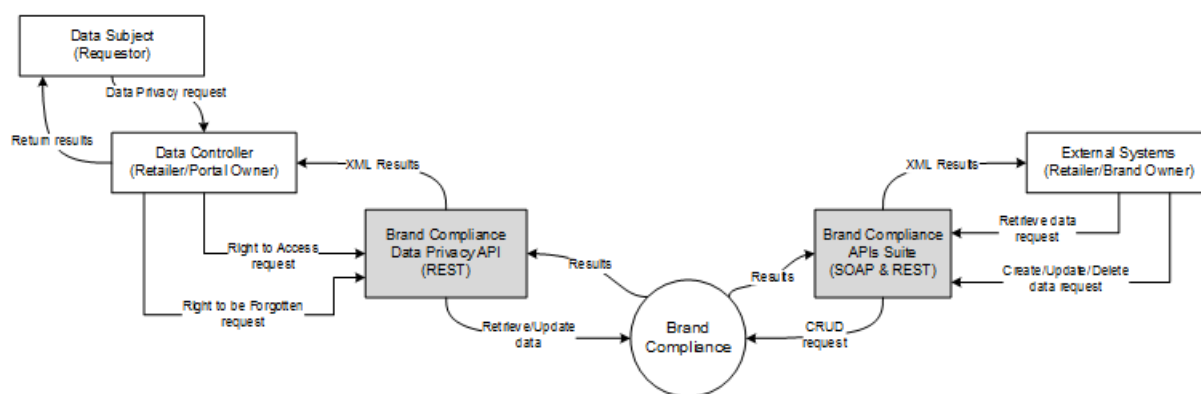 Data Subject
(Requestor)
Data Privacy request
Return results
Data Controller
(Retailer/Portal Owner)
XML Results
Right to Access
request
Right to be Forgotten
request
Brand Compliance
Data Privacy API
(REST)
Results
Retrieve/Update
data
Brand
Compliance
Results
CRUD
request
Brand Compliance
APIs Suite
(SOAP & REST)
XML Results
External Systems
(Retailer/Brand Owner)
Retrieve data
request
Create/Update/Delete
data request